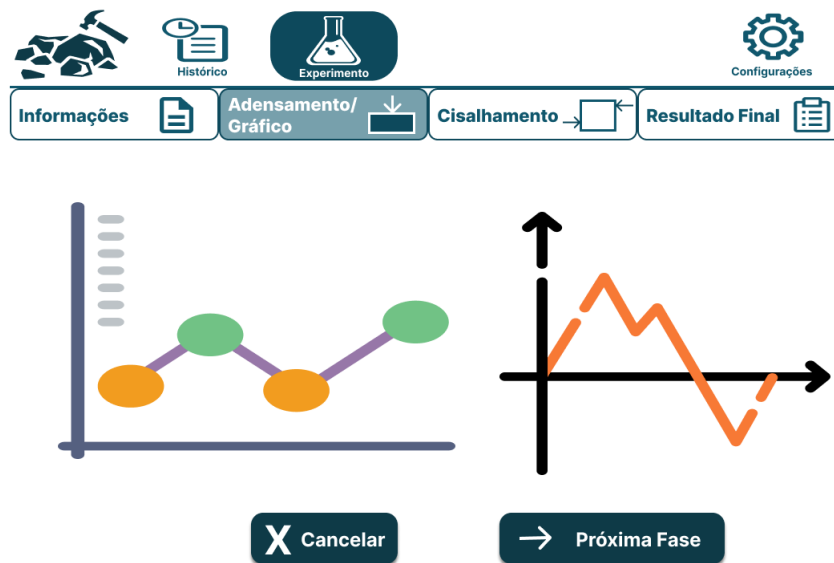 Histórico
Experimento
Configurações
Informações
Adensamento/
Gráfico
Cisalhamento
Resultado Final
X Cancelar
Próxima Fase